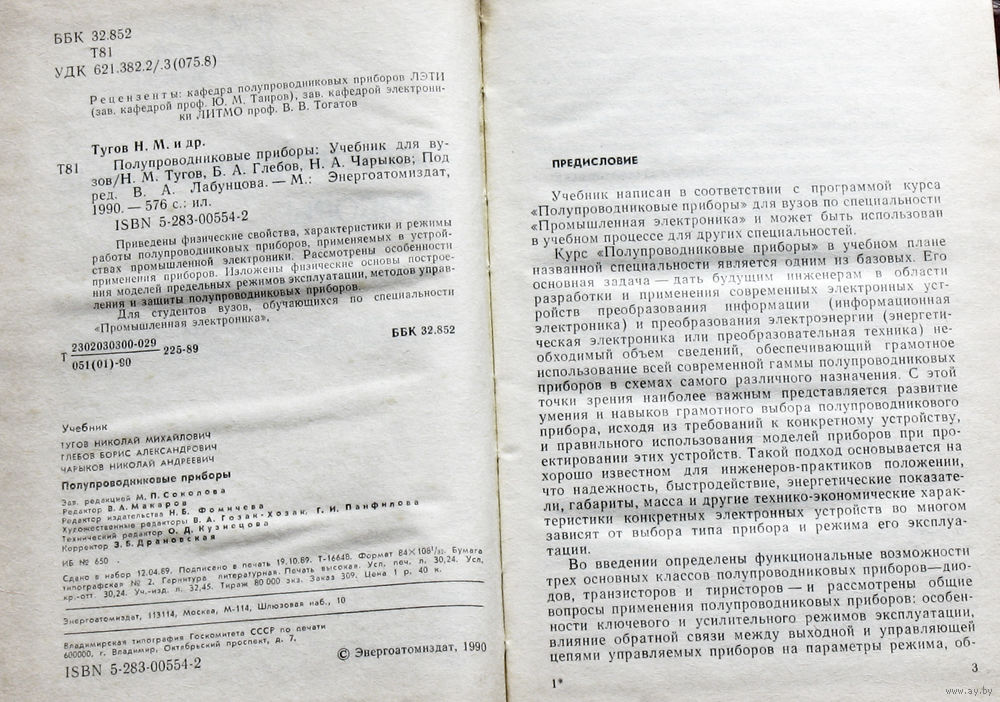 ББК 32.852
Т81
УДК 621.382.2/.3(075.8)
Рецензенты: кафедра полупроводниковых приборов ЛЭТИ
(зав. кафедрой проф. Ю. М. Таиров), зав. кафедрой электрони-
ки ЛИТМО проф. В. В. Тогатов
Тугов Н. М. и др.
Т81 Полупроводниковые приборы: Учебник для ву-
зов/Н. М. Тугов, Б. А. Глебов, Н. А. Чарыков; Под
ред. В. А. Лабунцова. — М.: Энергоатомиздат,
1990. — 576 с.: ил.
ISBN 5-283-00554-2
Приведены физические свойства, характеристики и режимы
работы полупроводниковых приборов, применяемых в устрой-
ствах промышленной электроники. Рассмотрены особенности
применения приборов. Изложены физические основы построе-
ния моделей предельных режимов эксплуатации, методов управ-
ления и защиты полупроводниковых приборов.
Для студентов вузов, обучающихся по специальности
«Промышленная электроника».
Т 2302030300-029 / 051(01)-90 225-89
ББК 32.852
Учебник
ТУГОВ НИКОЛАЙ МИХАЙЛОВИЧ
ГЛЕБОВ БОРИС АЛЕКСАНДРОВИЧ
ЧАРЫКОВ НИКОЛАЙ АНДРЕЕВИЧ
Полупроводниковые приборы
Зав. редакцией М. П. Соколова
Редактор В. А. Макаров
Редактор издательства Н. Б. Фомичева
Художественные редакторы В. А. Гозак-Хозак, Г. И. Панфилова
Технический редактор О. Д. Кузнецова
Корректор З. Б. Драновская
ИБ № 650
Сдано в набор 12.04.89. Подписано в печать 19.10.89. Т-16648. Формат 84×108 1/32. Бумага
типографская № 2. Гарнитура литературная. Печать высокая. Усл. печ. л. 30,24. Усл.
кр.-отт. 30,24. Уч.-изд. л. 32,45. Тираж 80 000 экз. Заказ 309. Цена 1 р. 40 к.
Энергоатомиздат, 113114, Москва, М-114, Шлюзовая наб., 10
Владимирская типография Госкомитета СССР по печати
600000, г. Владимир, Октябрьский проспект, д. 7,
ISBN 5-283-00554-2
© Энергоатомиздат, 1990
ПРЕДИСЛОВИЕ
Учебник написан в соответствии с программой курса
«Полупроводниковые приборы» для вузов по специальности
«Промышленная электроника» и может быть использован
в учебном процессе для других специальностей.
Курс «Полупроводниковые приборы» в учебном плане
названной специальности является одним из базовых. Его
основная задача — дать будущим инженерам в области
разработки и применения современных электронных уст-
ройств преобразования информации (информационная
электроника) и преобразования электроэнергии (энергети-
ческая электроника или преобразовательная техника) не-
обходимый объем сведений, обеспечивающий грамотное
использование всей современной гаммы полупроводниковых
приборов в схемах самого различного назначения. С этой
точки зрения наиболее важным представляется развитие
умения и навыков грамотного выбора полупроводникового
прибора, исходя из требований к конкретному устройству,
и правильного использования моделей приборов при про-
ектировании этих устройств. Такой подход основывается на
хорошо известном для инженеров-практиков положении,
что надежность, быстродействие, энергетические показате-
ли, габариты, масса и другие технико-экономические харак-
теристики конкретных электронных устройств во многом
зависят от выбора типа прибора и режима его эксплуа-
тации.
Во введении определены функциональные возможности
трех основных классов полупроводниковых приборов—дио-
дов, транзисторов и тиристоров — и рассмотрены общие
вопросы применения полупроводниковых приборов: особен-
ности ключевого и усилительного режимов эксплуатации,
влияние обратной связи между выходной и управляющей
цепями управляемых приборов на параметры режима, об-
1*
3
www.ay.by